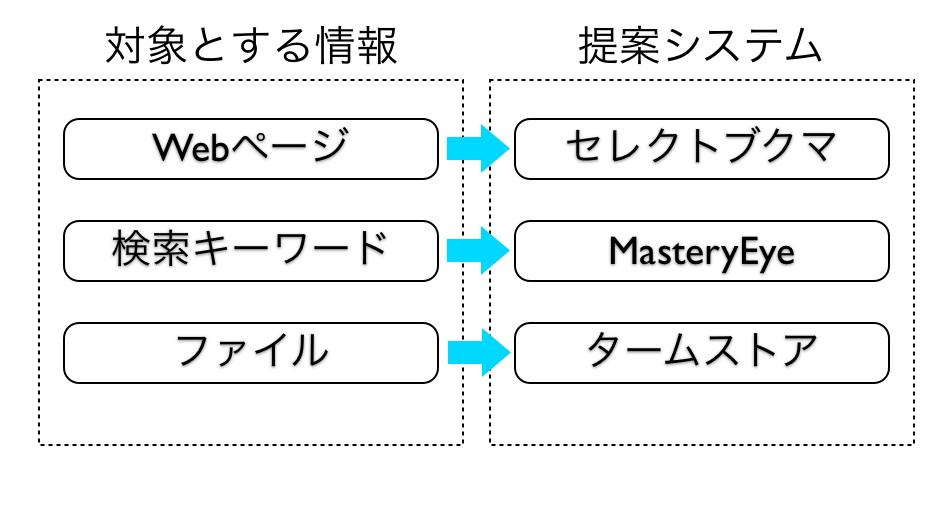 対象とする情報
提案システム
Webページ
セレクトブクマ
検索キーワード
MasteryEye
ファイル
タームストア